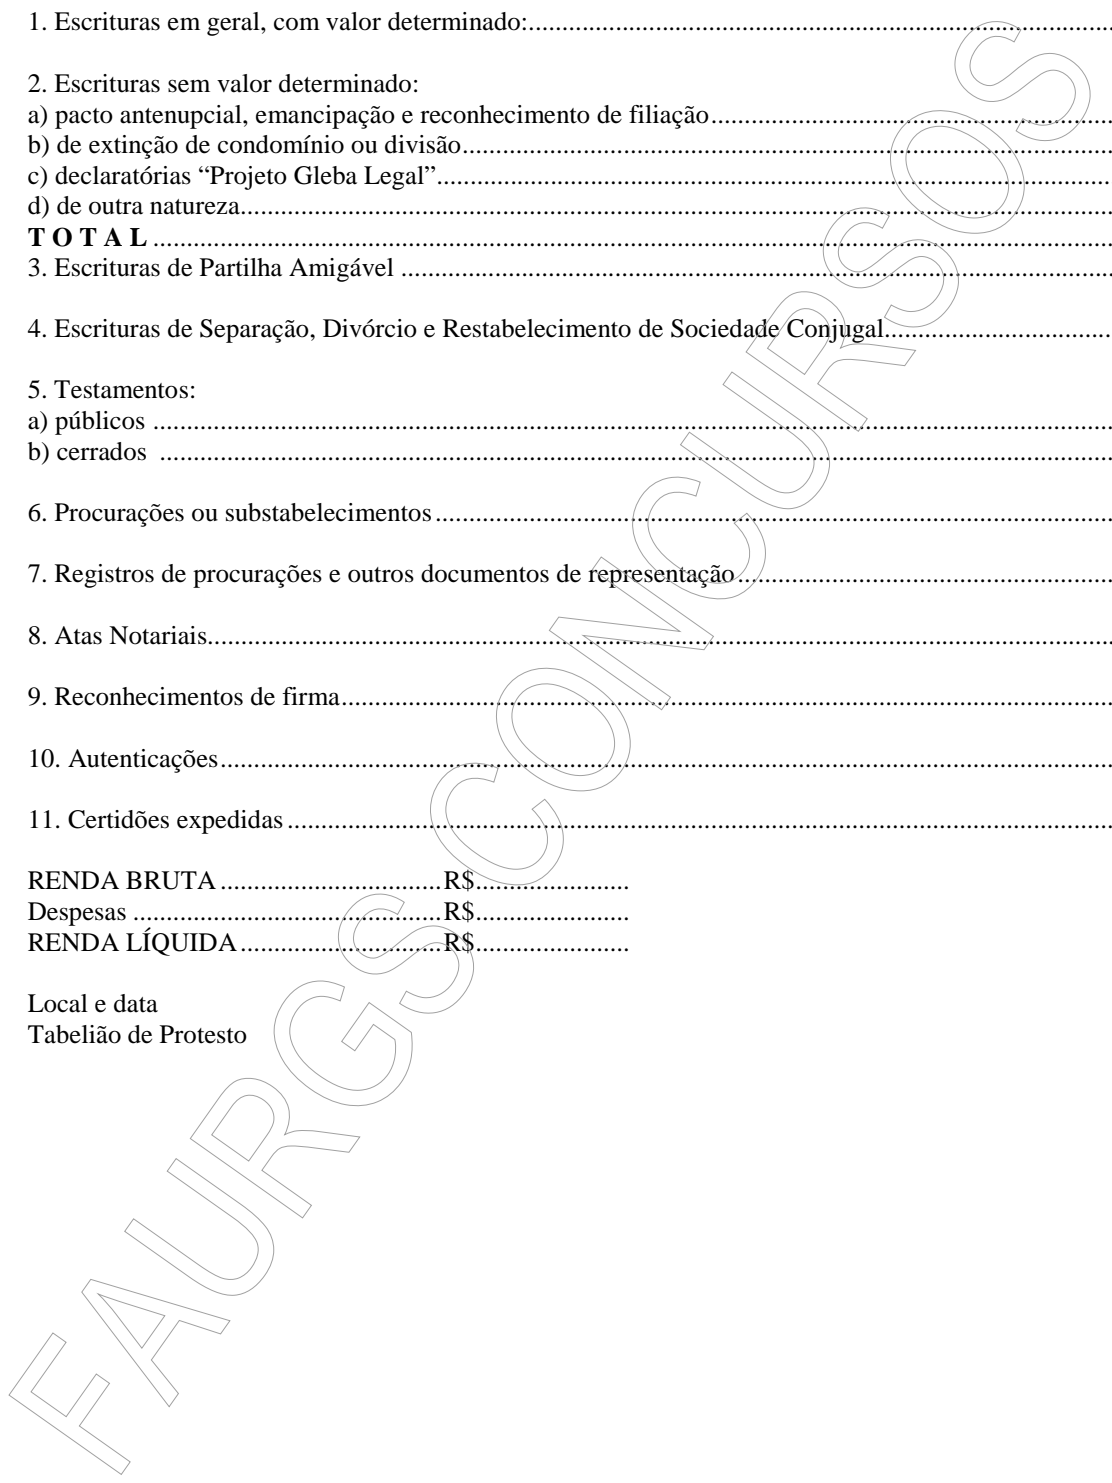 1. Escrituras em geral, com valor determinado:..........................................................................................
2. Escrituras sem valor determinado:
a) pacto antenupcial, emancipação e reconhecimento de filiação..............................................................
b) de extinção de condomínio ou divisão....................................................................................................
c) declaratórias “Projeto Gleba Legal”........................................................................................................
d) de outra natureza.....................................................................................................................................
T O T A L ...................................................................................................................................................
3. Escrituras de Partilha Amigável .............................................................................................................
4. Escrituras de Separação, Divórcio e Restabelecimento de Sociedade Conjugal...................................
5. Testamentos:
a) públicos ...................................................................................................................................................
b) cerrados ..................................................................................................................................................
6. Procurações ou substabelecimentos.........................................................................................................
7. Registros de procurações e outros documentos de representação..........................................................
8. Atas Notariais...........................................................................................................................................
9. Reconhecimentos de firma.......................................................................................................................
10. Autenticações.........................................................................................................................................
11. Certidões expedidas ...............................................................................................................................
RENDA BRUTA .................................R$.......................
Despesas ..............................................R$.......................
RENDA LÍQUIDA..............................R$.......................
Local e data
Tabelião de Protesto
FAURGS CONCURSOS